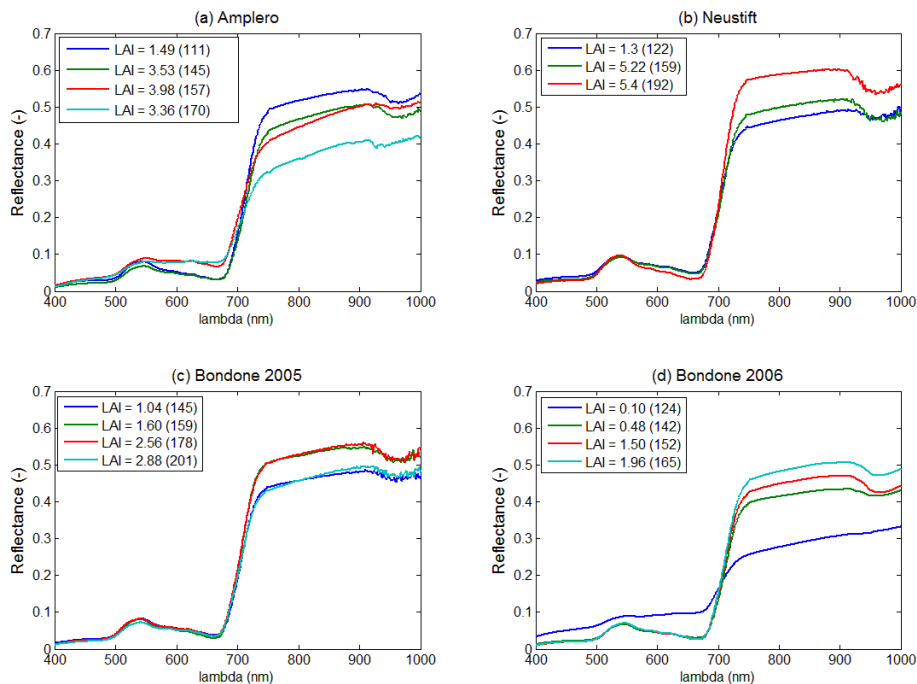 (a) Amplero
LAI = 1.49 (111)
LAI = 3.53 (145)
LAI = 3.98 (157)
LAI = 3.36 (170)
Reflectance (-)
0.7
0.6
0.5
0.4
0.3
0.2
0.1
0
400 500 600 700 800 900 1000
lambda (nm)
(b) Neustift
LAI = 1.3 (122)
LAI = 5.22 (159)
LAI = 5.4 (192)
Reflectance (-)
0.7
0.6
0.5
0.4
0.3
0.2
0.1
0
400 500 600 700 800 900 1000
lambda (nm)
(c) Bondone 2005
LAI = 1.04 (145)
LAI = 1.60 (159)
LAI = 2.56 (178)
LAI = 2.88 (201)
Reflectance (-)
0.7
0.6
0.5
0.4
0.3
0.2
0.1
0
400 500 600 700 800 900 1000
lambda (nm)
(d) Bondone 2006
LAI = 0.10 (124)
LAI = 0.48 (142)
LAI = 1.50 (152)
LAI = 1.96 (165)
Reflectance (-)
0.7
0.6
0.5
0.4
0.3
0.2
0.1
0
400 500 600 700 800 900 1000
lambda (nm)